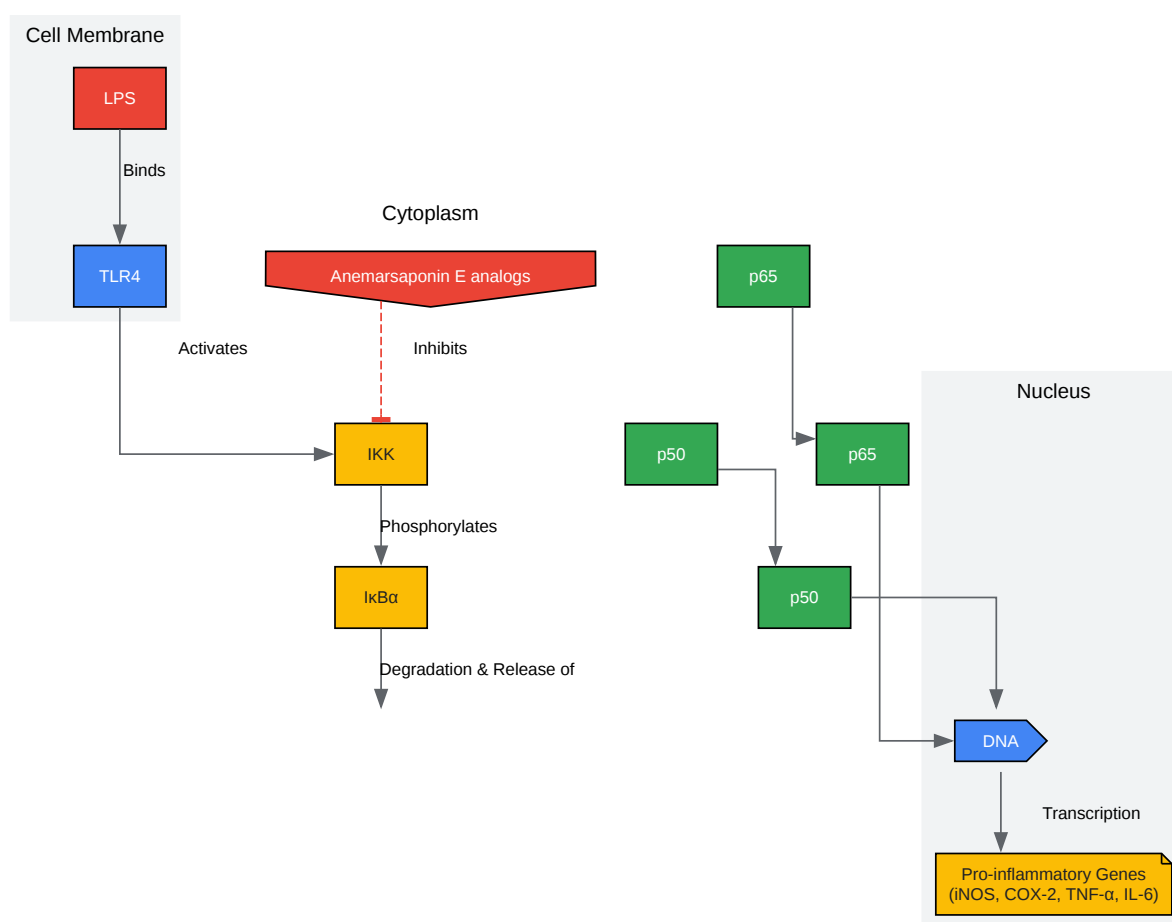 Cell Membrane
LPS
Binds
Cytoplasm
TLR4
Anemarsaponin E analogs
p65
Activates
Inhibits
Nucleus
IKK
p50
p65
Phosphorylates
IκBα
p50
Degradation & Release of
DNA
Transcription
Pro-inflammatory Genes
(iNOS, COX-2, TNF-α, IL-6)